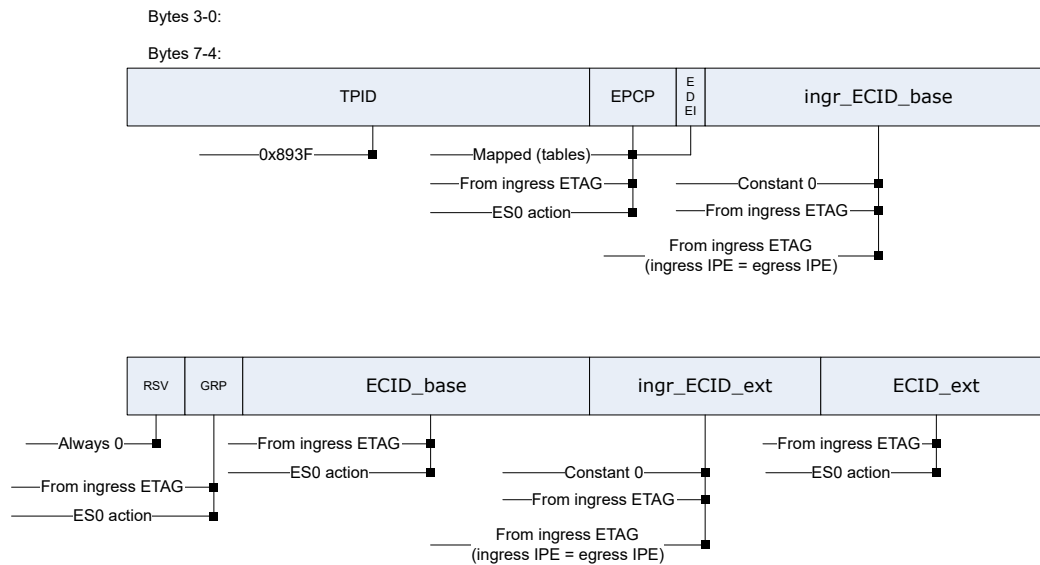 Bytes 3-0:
Bytes 7-4:
TPID
EPCP
E
D
EI
ingr_ECID_base
0x893F
Mapped (tables)
From ingress ETAG
ES0 action
Constant 0
From ingress ETAG
From ingress ETAG
(ingress IPE = egress IPE)
RSV
GRP
ECID_base
ingr_ECID_ext
ECID_ext
Always 0
From ingress ETAG
ES0 action
From ingress ETAG
ES0 action
Constant 0
From ingress ETAG
From ingress ETAG
(ingress IPE = egress IPE)
From ingress ETAG
ES0 action